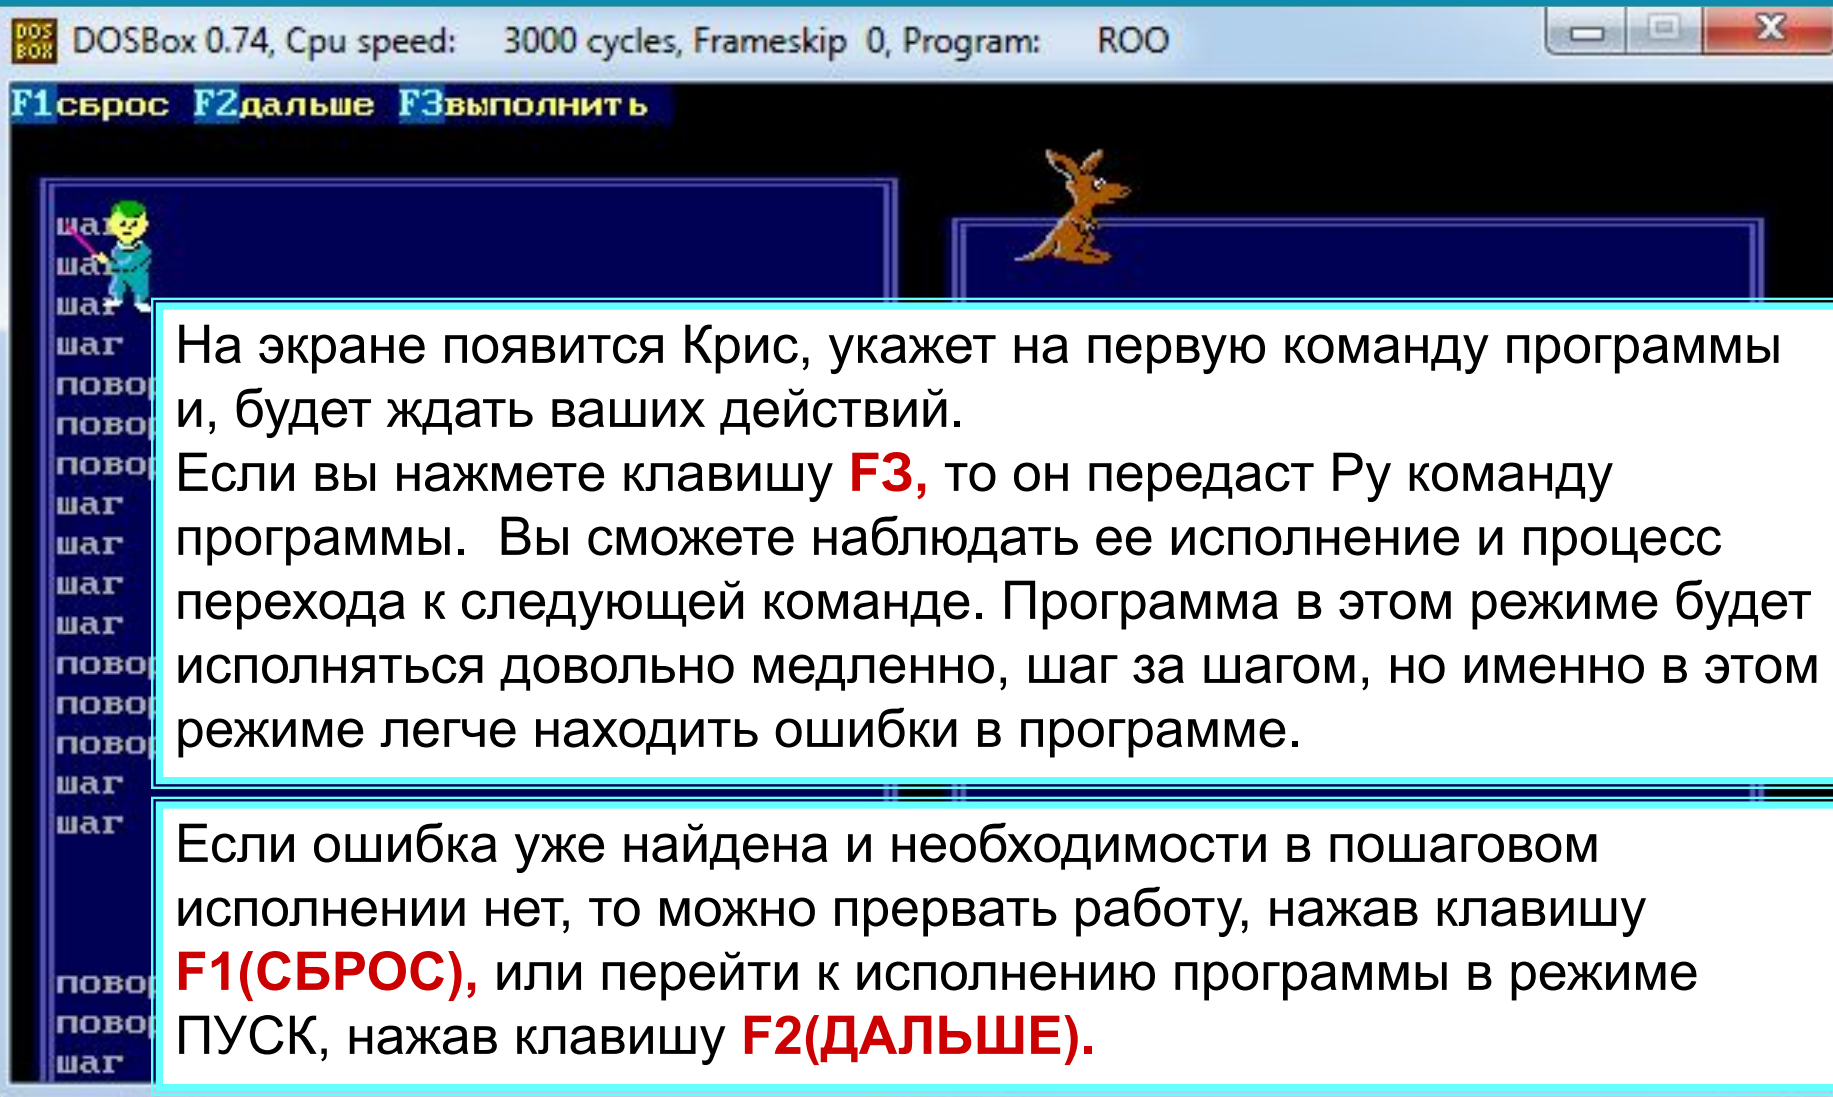 DOS
BOX
DOSBox 0.74, Cpu speed: 3000 cycles, Frameskip 0, Program: ROO
F1сброс F2дальше F3выполнить
шаг
шаг
шаг
шаг
шаг
шаг
шаг
шаг
шаг
шаг
шаг
На экране появится Крис, укажет на первую команду программы
и, будет ждать ваших действий.
Если вы нажмете клавишу F3, то он передаст Ру команду
программы. Вы сможете наблюдать ее исполнение и процесс
перехода к следующей команде. Программа в этом режиме будет
исполняться довольно медленно, шаг за шагом, но именно в этом
режиме легче находить ошибки в программе.
Если ошибка уже найдена и необходимости в пошаговом
исполнении нет, то можно прервать работу, нажав клавишу
F1(СБРОС), или перейти к исполнению программы в режиме
ПУСК, нажав клавишу F2(ДАЛЬШЕ).